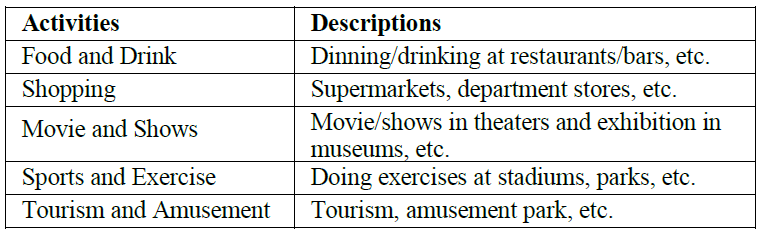 Activities Descriptions
Food and Drink Dinning/drinking at restaurants/bars, etc.
Shopping Supermarkets, department stores, etc.
Movie and Shows Movie/shows in theaters and exhibition in
museums, etc.
Sports and Exercise Doing exercises at stadiums, parks, etc.
Tourism and Amusement Tourism, amusement park, etc.